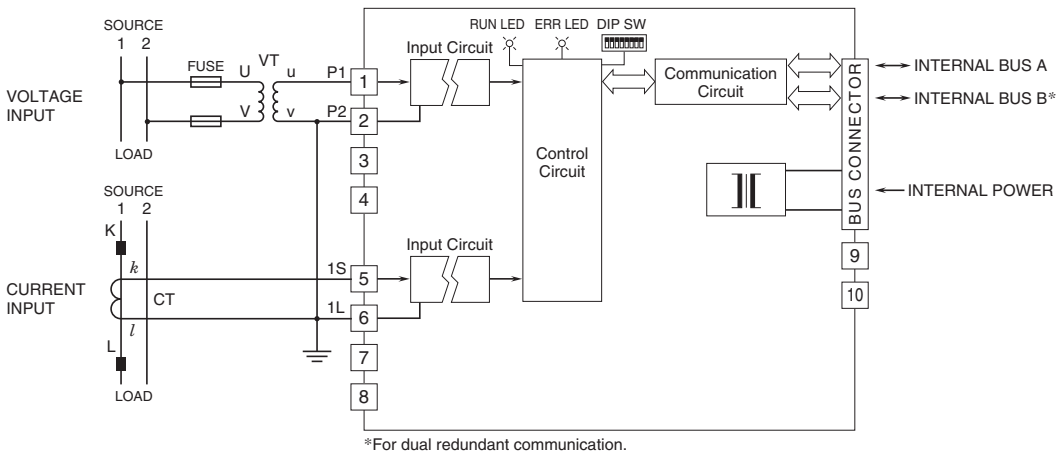 SOURCE
1 2
FUSE
U
VT
u
P1
1
V
v
P2
2
VOLTAGE
INPUT
LOAD
3
4
SOURCE
1 2
K
k
1S
5
CURRENT
INPUT
CT
l
1L
6
L
LOAD
7
8
RUN LED ERR LED DIP SW
Input Circuit
Control
Circuit
Input Circuit
Communication
Circuit
BUS CONNECTOR
INTERNAL BUS A
INTERNAL BUS B*
INTERNAL POWER
9
10
*For dual redundant communication.